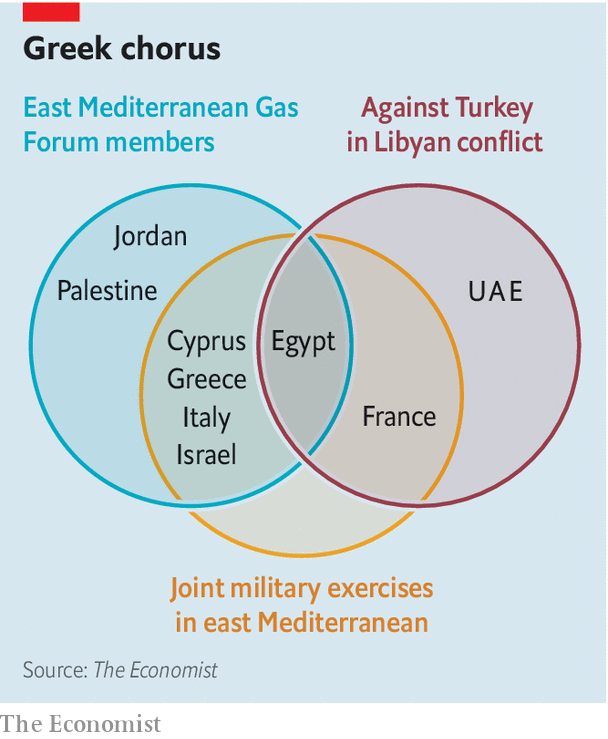 Greek chorus
East Mediterranean Gas
Forum members
Against Turkey
in Libyan conflict
Jordan
Palestine
UAE
Cyprus
Egypt
Greece
Italy
France
Israel
Joint military exercises
in east Mediterranean
Source: The Economist
The Economist